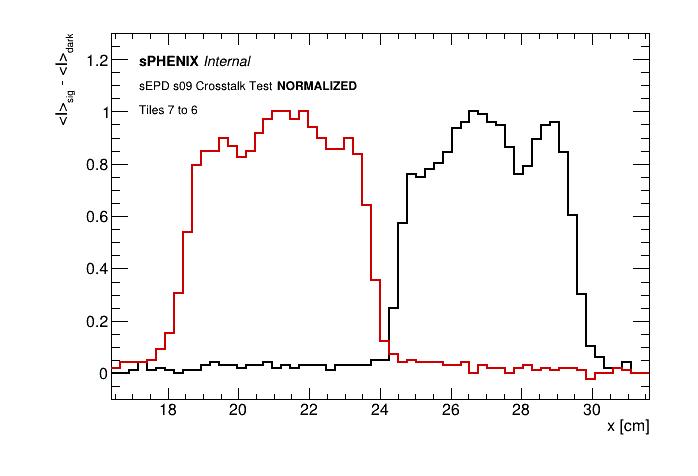 <I>sig - <I>dark
1.2
1
0.8
0.6
0.4
0.2
0
sPHENIX Internal
sEPD s09 Crosstalk Test NORMALIZED
Tiles 7 to 6
18 20 22 24 26 28 30
x [cm]